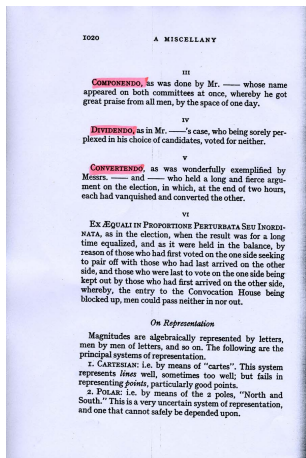 1020 A MISCELLANY
III
COMPONENDO, as was done by Mr. —— whose name
appeared on both committees at once, whereby he got
great praise from all men, by the space of one day.
IV
DIVIDENDO, as in Mr. ——'s case, who being sorely per-
plexed in his choice of candidates, voted for neither.
V
CONVERTENDO, as was wonderfully exemplified by
Messrs. —— and —— who held a long and fierce argu-
ment on the election, in which, at the end of two hours,
each had vanquished and converted the other.
VI
EX ÆQUALI IN PROPORTIONE PERTURBATA SEU INORDI-
NATA, as in the election, when the result was for a long
time equalized, and as it were held in the balance, by
reason of those who had first voted on the one side seeking
to pair off with those who had last arrived on the other
side, and those who were last to vote on the one side being
kept out by those who had first arrived on the other side,
whereby, the entry to the Convocation House being
blocked up, men could pass neither in nor out.
On Representation
Magnitudes are algebraically represented by letters,
men by men of letters, and so on. The following are the
principal systems of representation.
1. CARTESIAN: i.e. by means of "cartes". This system
represents lines well, sometimes too well; but fails in
representing points, particularly good points.
2. POLAR: i.e. by means of the 2 poles, "North and
South." This is a very uncertain system of representation,
and one that cannot safely be depended upon.